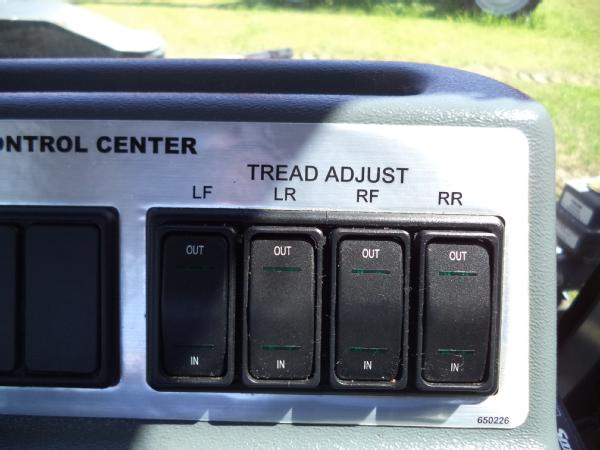 ONTROL CENTER
TREAD ADJUST
LF LR RF RR
OUT OUT OUT OUT
IN IN IN IN
650226